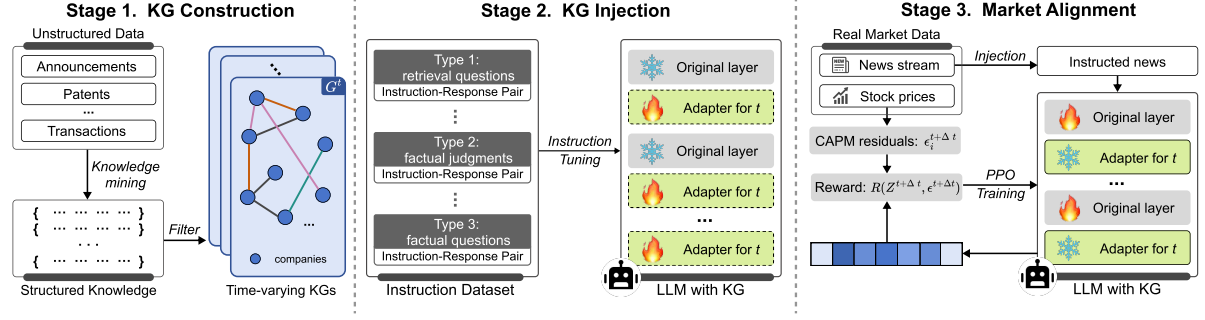 Stage 1. KG Construction
Unstructured Data
Announcements
Patents
...
Transactions
Knowledge
mining
{ ... ... ... ... }
{ ... ... ... ... }
...
{ ... ... ... ... }
Structured Knowledge
Filter
G^t
...
...
companies
Time-varying KGs
Stage 2. KG Injection
Type 1:
retrieval questions
Instruction-Response Pair
...
Type 2:
factual judgments
Instruction-Response Pair
...
Type 3:
factual questions
Instruction-Response Pair
Instruction Dataset
Instruction
Tuning
Original layer
Adapter for t
Original layer
Adapter for t
...
Adapter for t
LLM with KG
Stage 3. Market Alignment
Real Market Data
NEWS
News stream
Stock prices
Injection
Instructed news
CAPM residuals: ϵ_i^{t+Δ t}
Reward: R(Z^{t+Δ t}, ϵ^{t+Δt})
PPO
Training
Original layer
Adapter for t
...
Original layer
Adapter for t
LLM with KG